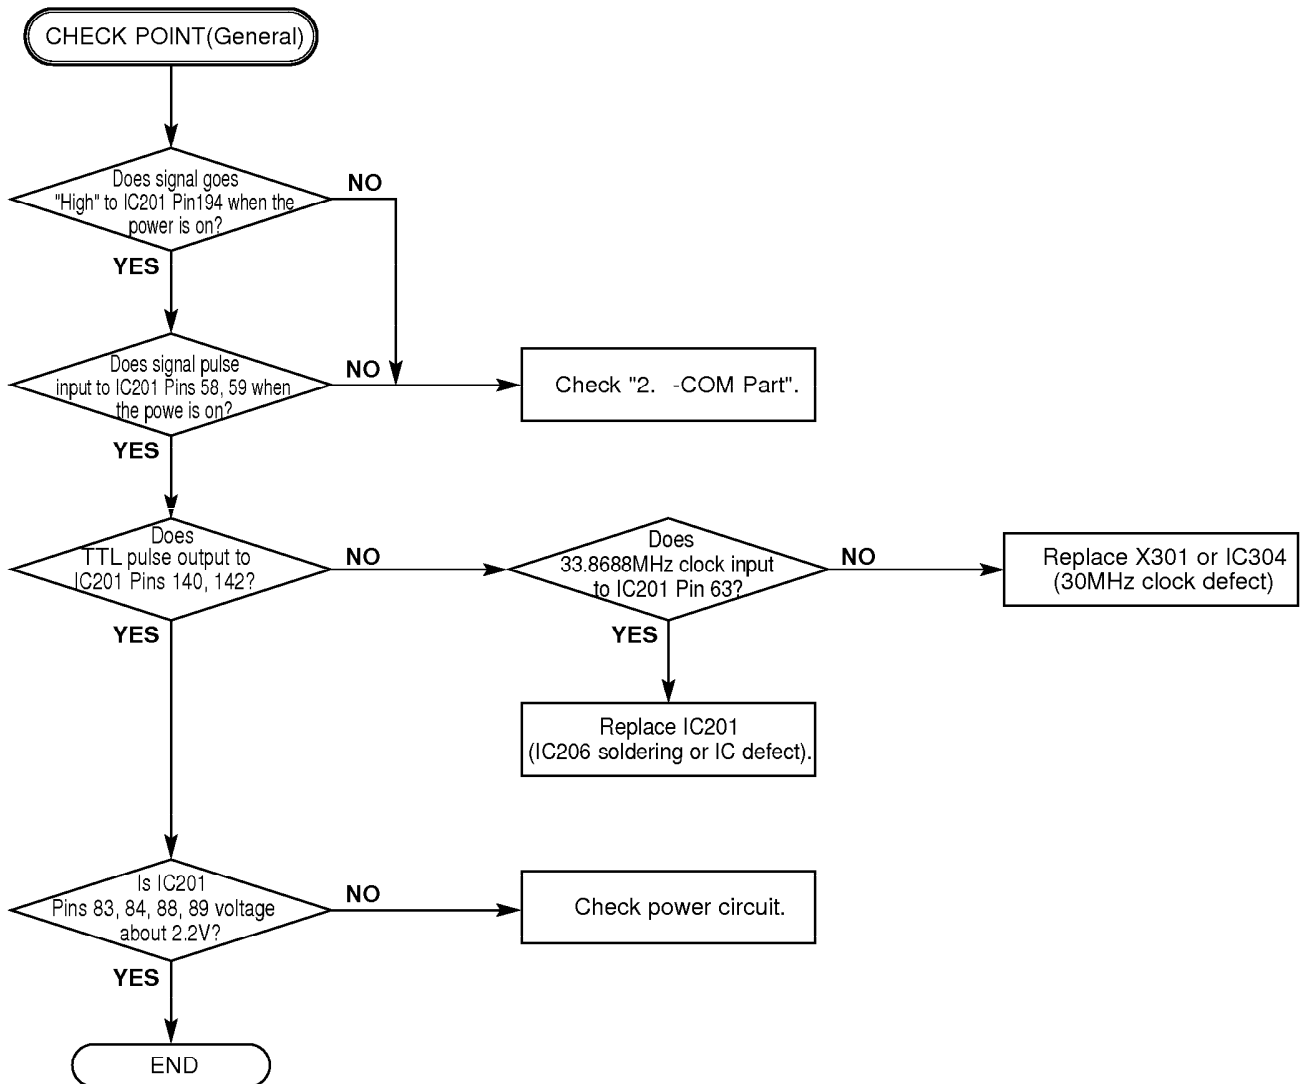 CHECK POINT(General)
Does signal goes
"High" to IC201 Pin194 when the
power is on?
NO
YES
Does signal pulse
input to IC201 Pins 58, 59 when
the powe is on?
NO
Check "2. -COM Part".
YES
Does
TTL pulse output to
IC201 Pins 140, 142?
NO
Does
33.8688MHz clock input
to IC201 Pin 63?
NO
Replace X301 or IC304
(30MHz clock defect)
YES
YES
Replace IC201
(IC206 soldering or IC defect).
Is IC201
Pins 83, 84, 88, 89 voltage
about 2.2V?
NO
Check power circuit.
YES
END